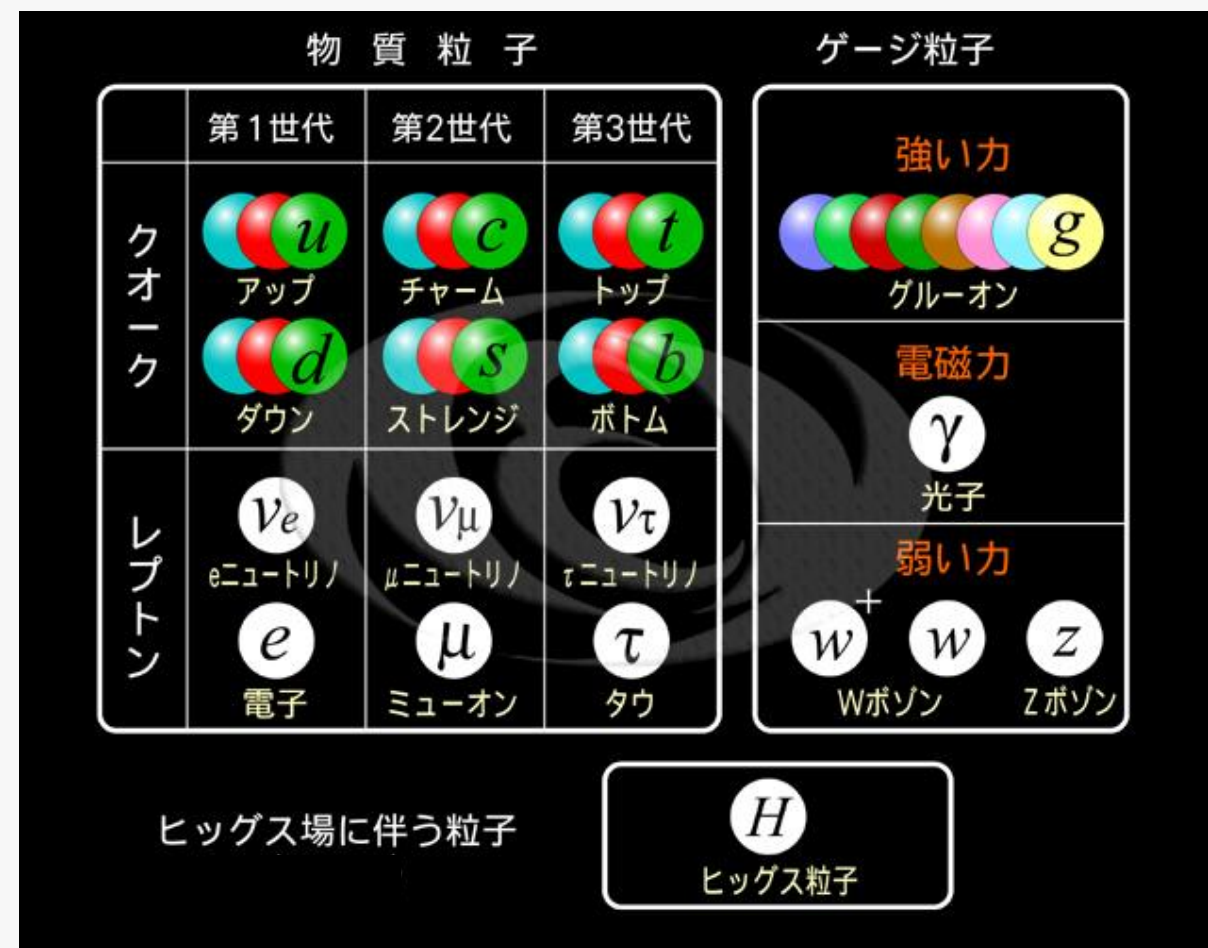 物質粒子
ゲージ粒子
第1世代 第2世代 第3世代
クオーク
u c t
アップ チャーム トップ
d s b
ダウン ストレンジ ボトム
レプトン
νe νμ ντ
eニュートリノ μニュートリノ τニュートリノ
e μ τ
電子 ミューオン タウ
強い力
g
グルーオン
電磁力
γ
光子
弱い力
w+ w z
Wボゾン Zボゾン
ヒッグス場に伴う粒子
H
ヒッグス粒子